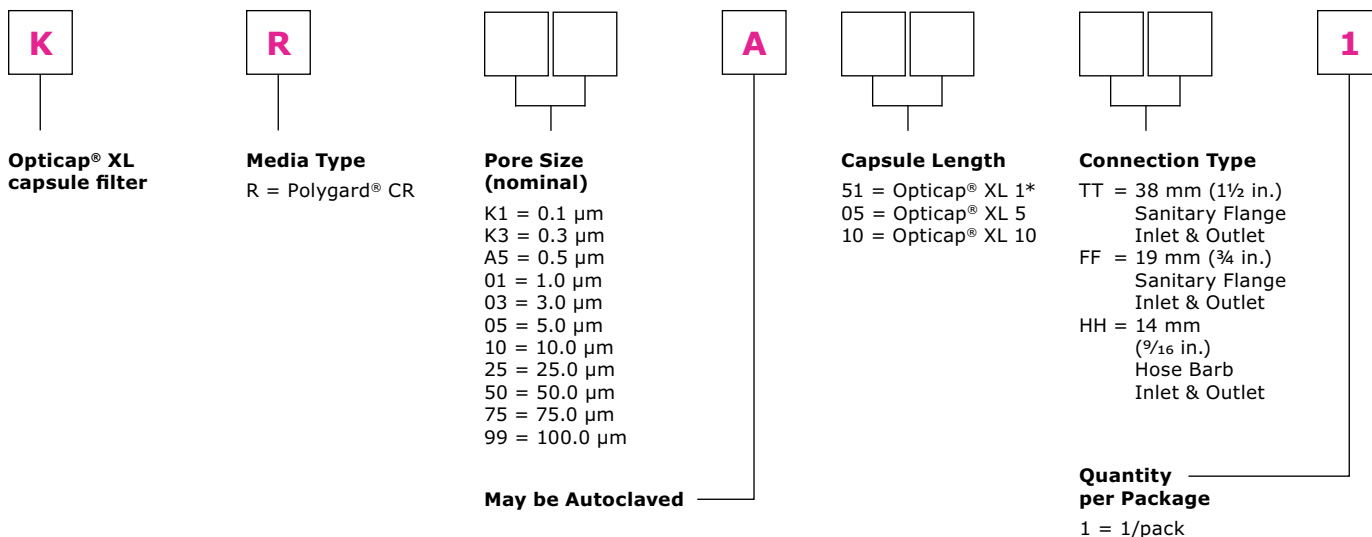 K
R
A
1
Opticap® XL
capsule filter
Media Type
R = Polygard® CR
Pore Size
(nominal)
K1 = 0.1 µm
K3 = 0.3 µm
A5 = 0.5 µm
01 = 1.0 µm
03 = 3.0 µm
05 = 5.0 µm
10 = 10.0 µm
25 = 25.0 µm
50 = 50.0 µm
75 = 75.0 µm
99 = 100.0 µm
May be Autoclaved
Capsule Length
51 = Opticap® XL 1*
05 = Opticap® XL 5
10 = Opticap® XL 10
Connection Type
TT = 38 mm (1½ in.)
Sanitary Flange
Inlet & Outlet
FF = 19 mm (¾ in.)
Sanitary Flange
Inlet & Outlet
HH = 14 mm
(⁹⁄₁₆ in.)
Hose Barb
Inlet & Outlet
Quantity
per Package
1 = 1/pack